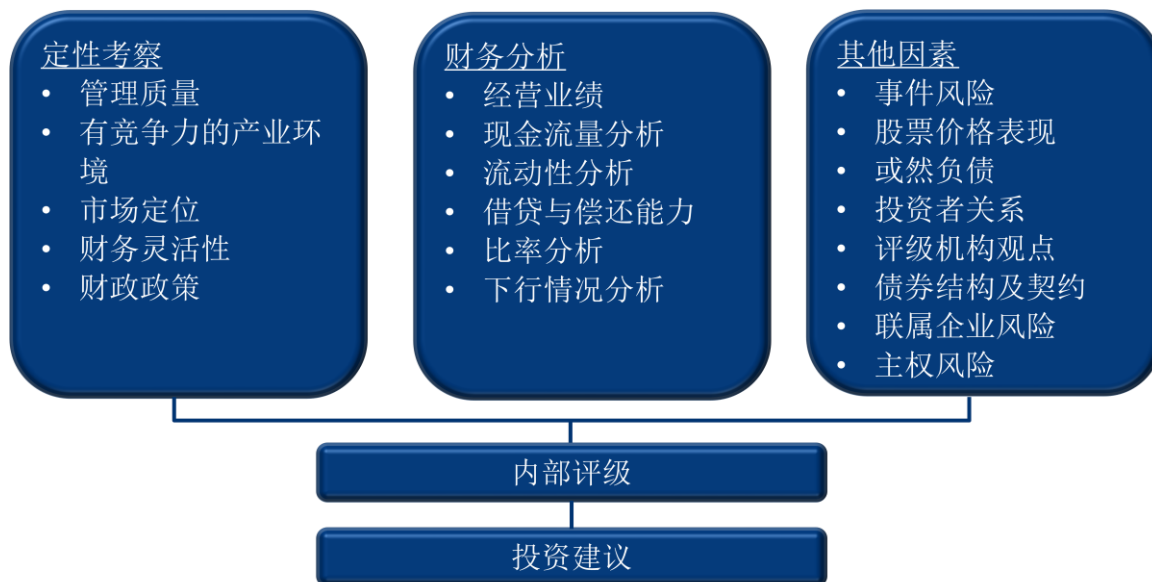 定性考察
• 管理质量
• 有竞争力的产业环
境
• 市场定位
• 财务灵活性
• 财政政策
财务分析
• 经营业绩
• 现金流量分析
• 流动性分析
• 借贷与偿还能力
• 比率分析
• 下行情况分析
其他因素
• 事件风险
• 股票价格表现
• 或然负债
• 投资者关系
• 评级机构观点
• 债券结构及契约
• 联属企业风险
• 主权风险
内部评级
投资建议